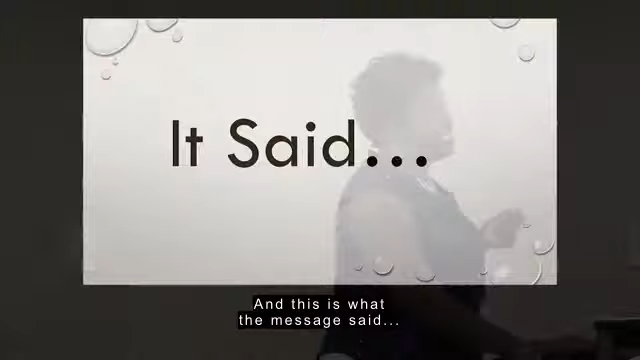 It Said...
And this is what
the message said...